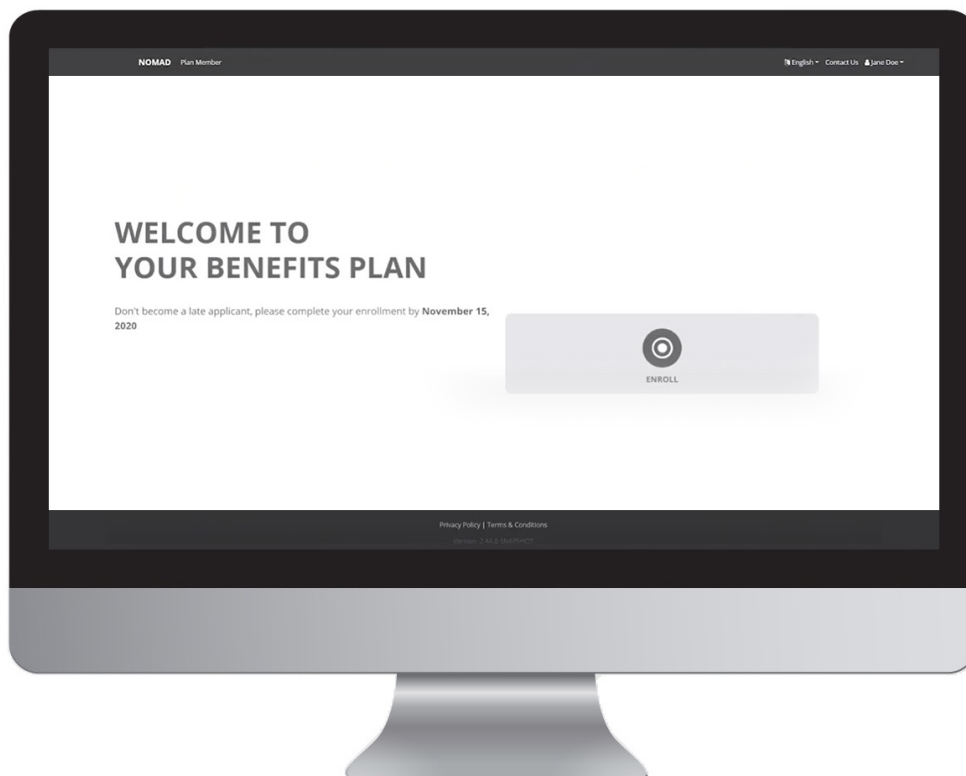 NOMAD Plan Member English Contact Us Jane Doe
WELCOME TO
YOUR BENEFITS PLAN
Don't become a late applicant, please complete your enrollment by November 15,
2020
ENROLL
Privacy Policy | Terms & Conditions